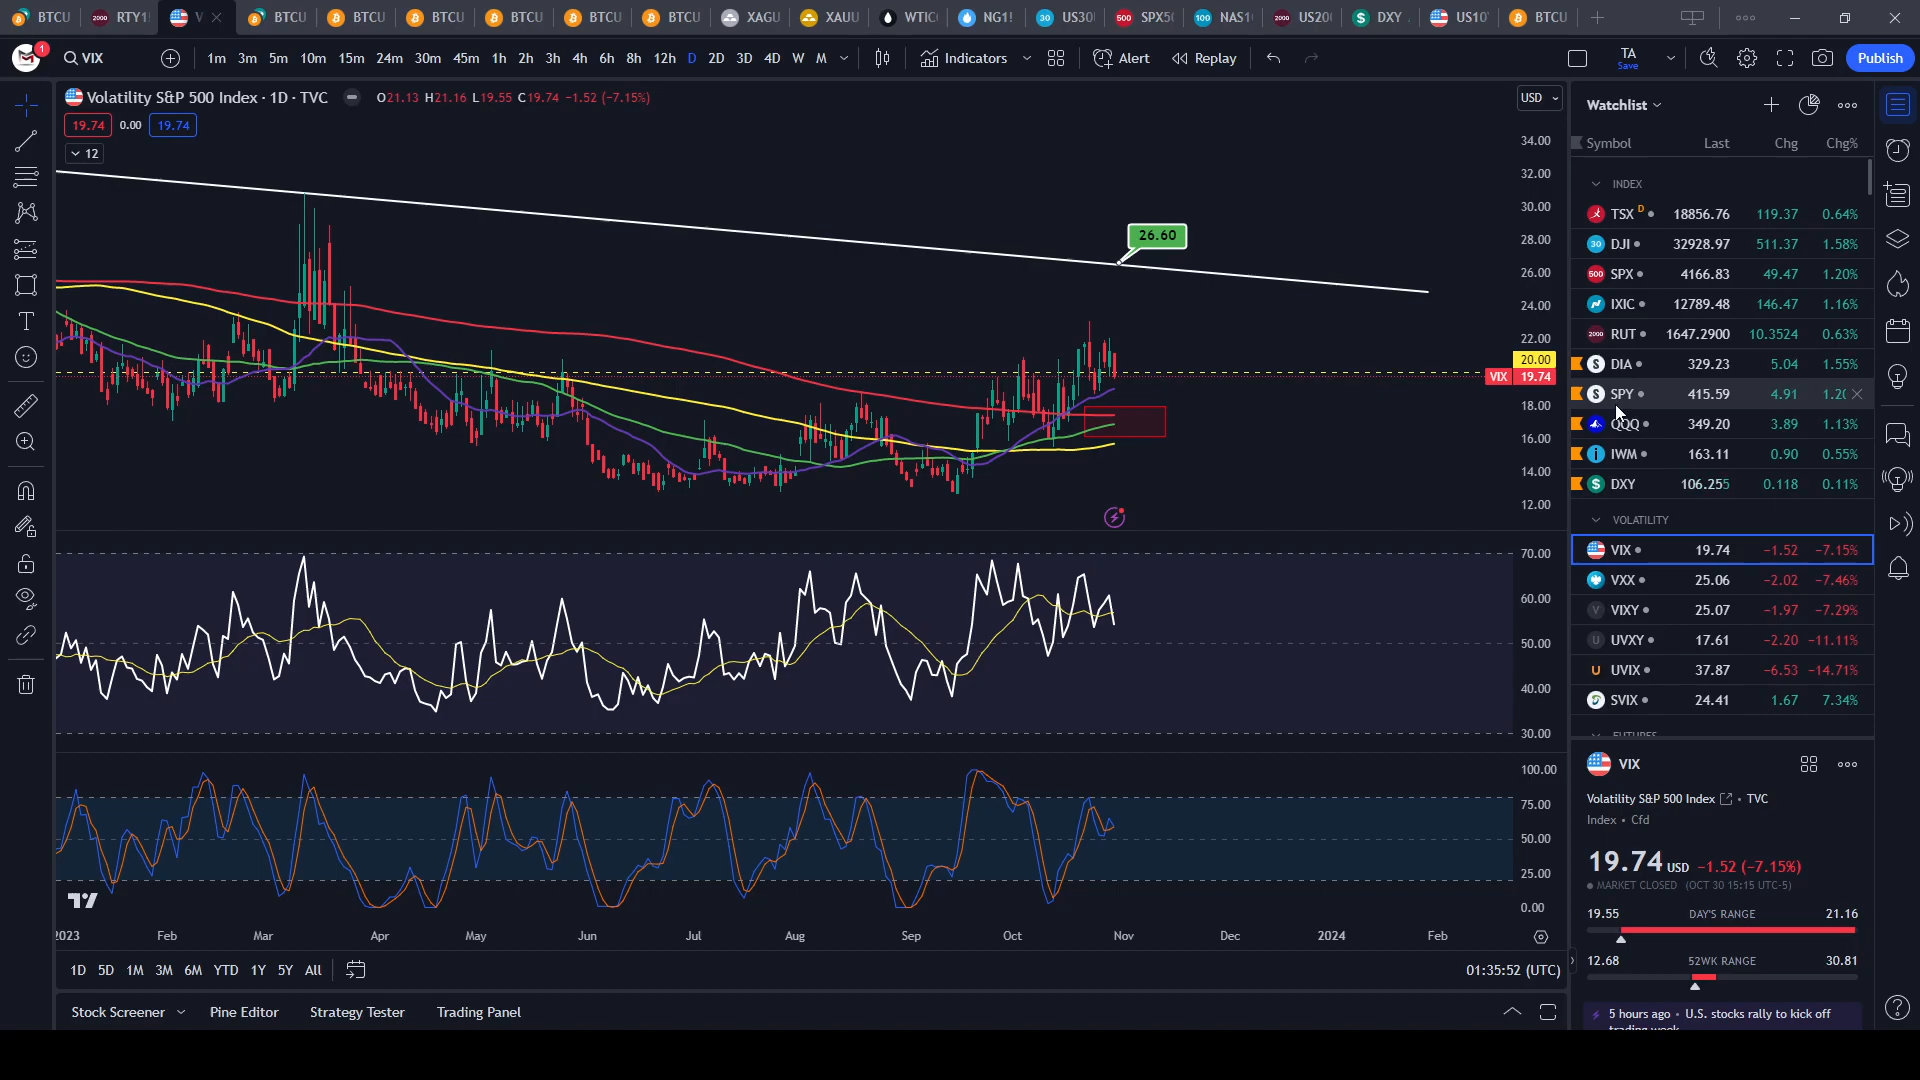 BTCU RTY1! V BTCU BTCU BTCU BTCU BTCU BTCU XAGU XAUU WTIC NG1! US30 SPX5 NAS1 US20 DXY US10 BTCU
1 VIX 1m 3m 5m 10m 15m 24m 30m 45m 1h 2h 3h 4h 6h 8h 12h D 2D 3D 4D W M Indicators Alert Replay TA Save Publish
Volatility S&P 500 Index · 1D · TVC O21.13 H21.16 L19.55 C19.74 −1.52 (−7.15%)
USD
19.74 0.00 19.74
12
34.00
32.00
30.00
28.00
26.00
24.00
22.00
20.00
VIX 19.74
18.00
16.00
14.00
12.00
26.60
70.00
60.00
50.00
40.00
30.00
100.00
75.00
50.00
25.00
0.00
2023 Feb Mar Apr May Jun Jul Aug Sep Oct Nov Dec 2024 Feb
1D 5D 1M 3M 6M YTD 1Y 5Y All 01:35:52 (UTC)
Stock Screener Pine Editor Strategy Tester Trading Panel
Watchlist
Symbol Last Chg Chg%
INDEX
TSX D 18856.76 119.37 0.64%
DJI 32928.97 511.37 1.58%
SPX 4166.83 49.47 1.20%
IXIC 12789.48 146.47 1.16%
RUT 1647.2900 10.3524 0.63%
DIA 329.23 5.04 1.55%
SPY 415.59 4.91 1.20
QQQ 349.20 3.89 1.13%
IWM 163.11 0.90 0.55%
DXY 106.255 0.118 0.11%
VOLATILITY
VIX 19.74 −1.52 −7.15%
VXX 25.06 −2.02 −7.46%
VIXY 25.07 −1.97 −7.29%
UVXY 17.61 −2.20 −11.11%
UVIX 37.87 −6.53 −14.71%
SVIX 24.41 1.67 7.34%
FUTURES
VIX
Volatility S&P 500 Index • TVC
Index • Cfd
19.74 USD −1.52 (−7.15%)
MARKET CLOSED (OCT 30 15:15 UTC-5)
19.55 DAY'S RANGE 21.16
12.68 52WK RANGE 30.81
5 hours ago • U.S. stocks rally to kick off
trading week